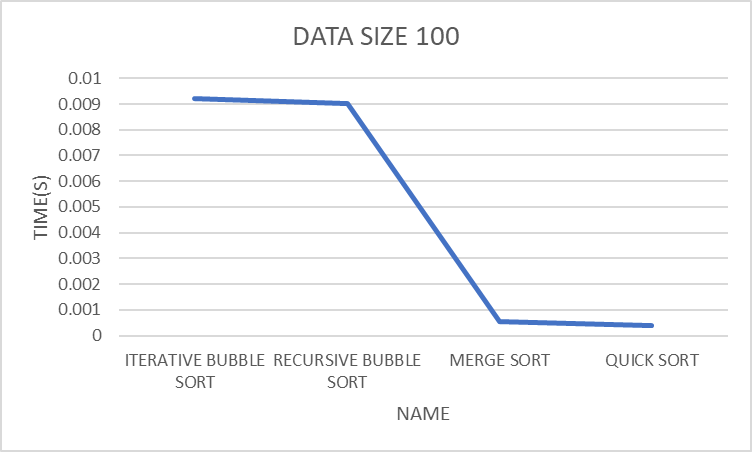 DATA SIZE 100
0.01
0.009
0.008
0.007
0.006
0.005
0.004
0.003
0.002
0.001
0
TIME(S)
ITERATIVE BUBBLE
SORT
RECURSIVE BUBBLE
SORT
MERGE SORT
QUICK SORT
NAME